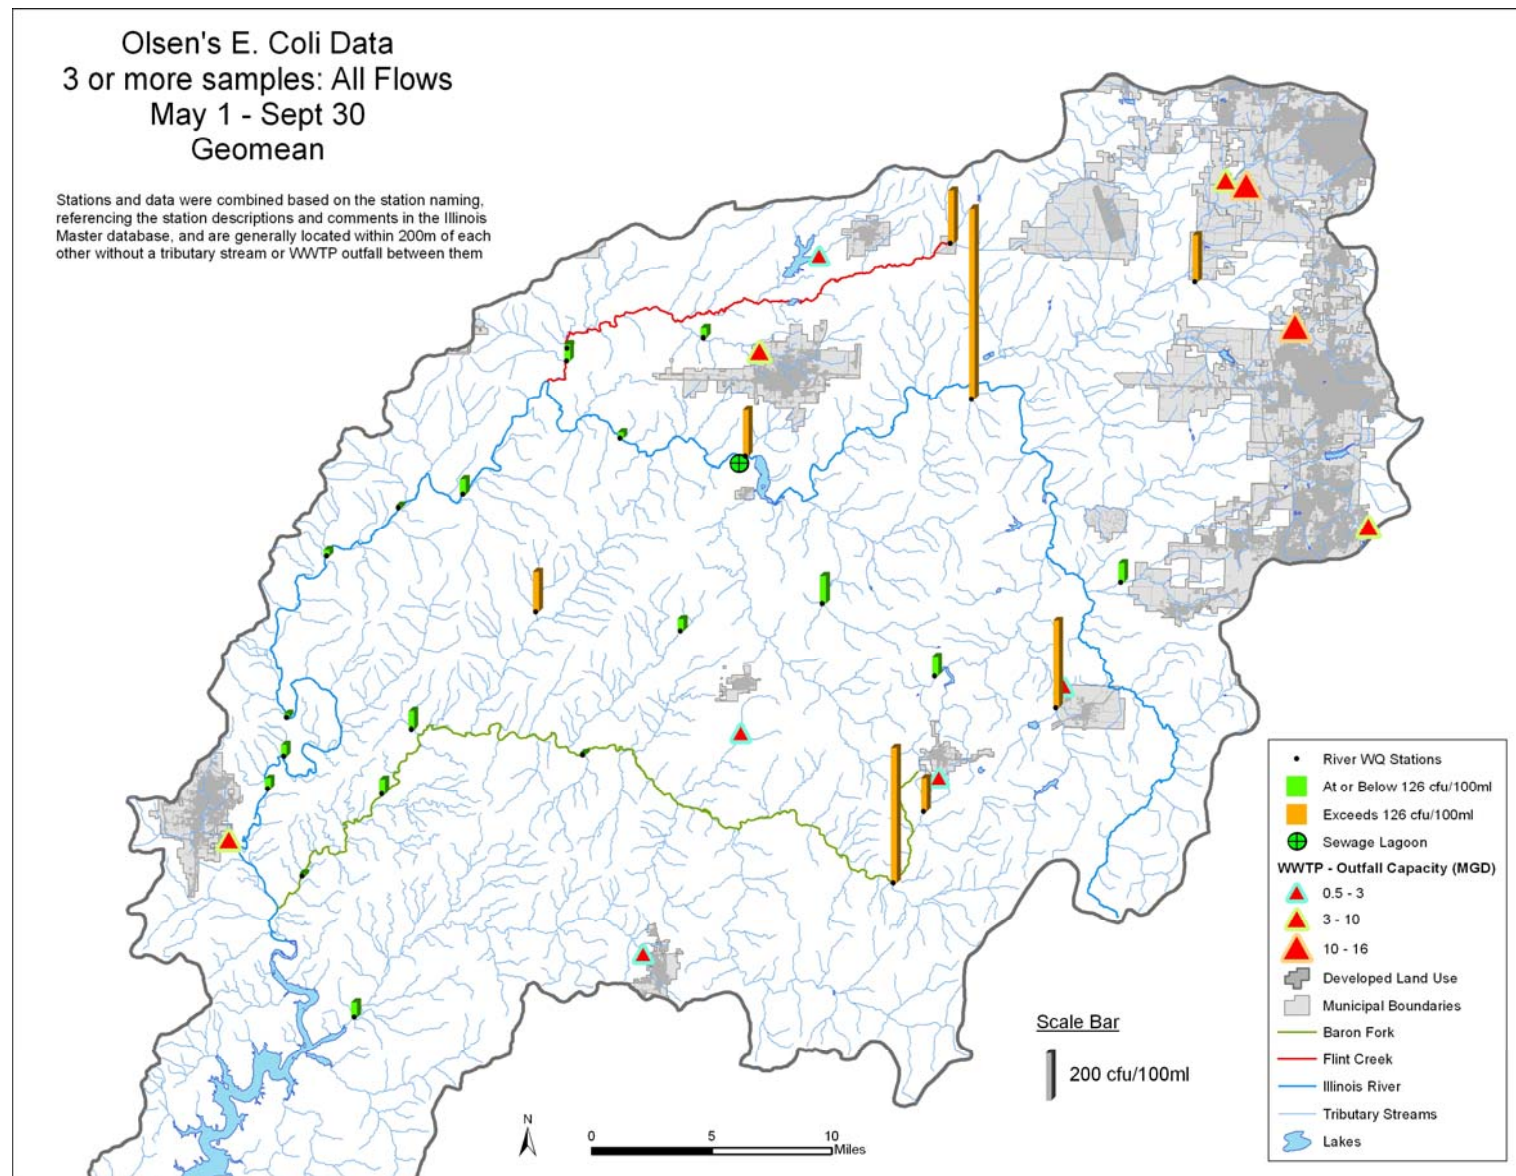 Olsen's E. Coli Data
3 or more samples: All Flows
May 1 - Sept 30
Geomean
Stations and data were combined based on the station naming,
referencing the station descriptions and comments in the Illinois
Master database, and are generally located within 200m of each
other without a tributary stream or WWTP outfall between them
River WQ Stations
At or Below 126 cfu/100ml
Exceeds 126 cfu/100ml
Sewage Lagoon
WWTP - Outfall Capacity (MGD)
0.5 - 3
3 - 10
10 - 16
Developed Land Use
Municipal Boundaries
Baron Fork
Flint Creek
Illinois River
Tributary Streams
Lakes
Scale Bar
200 cfu/100ml
N
0 5 10
Miles